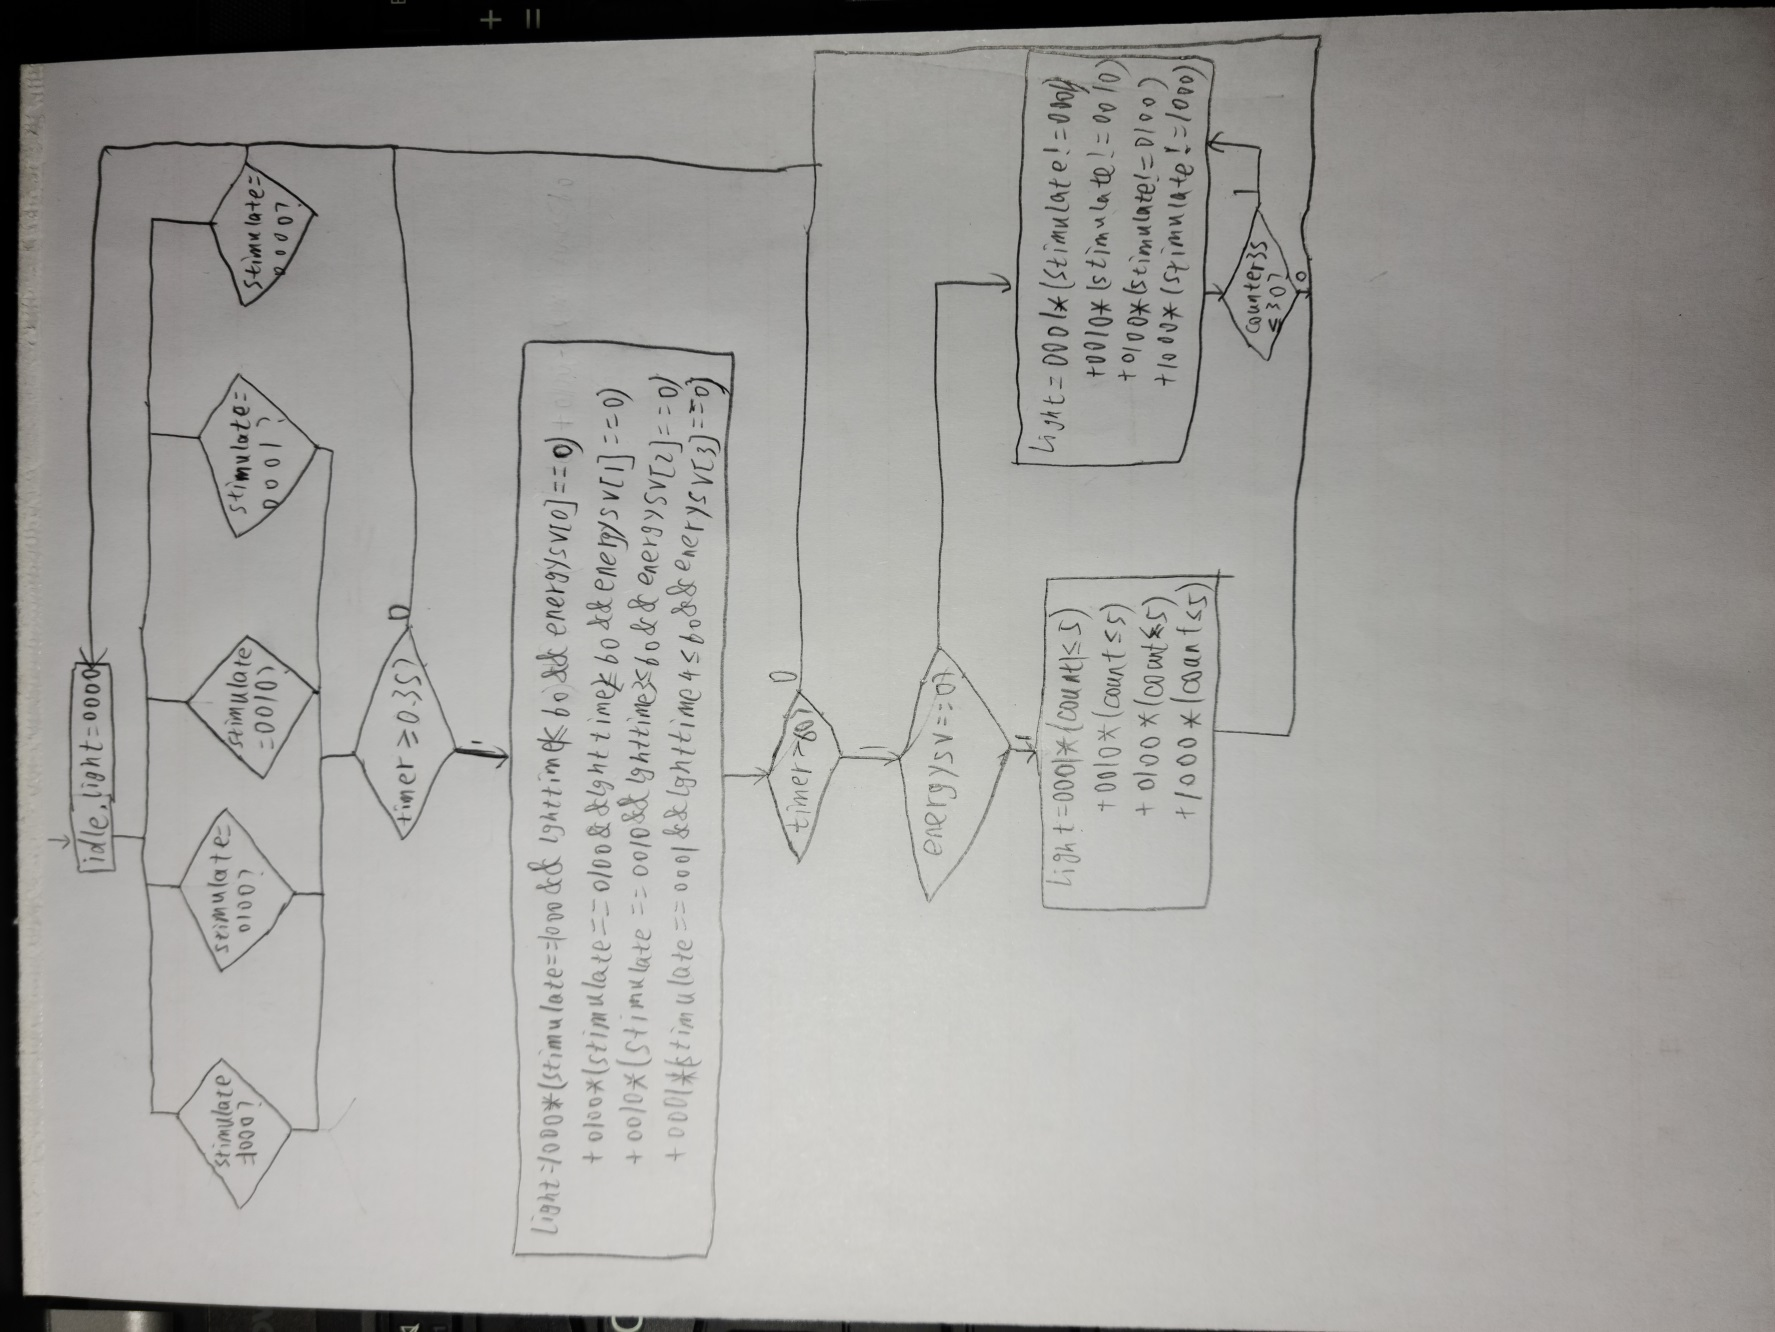 idle,light=0000
stimulate
=1000?
stimulate=
0100?
stimulate
=0010?
stimulate=
0001?
stimulate=
0000?
timer≥0.3s?
0
1
light=1000*(stimulate==1000&& lghttime≤60&& energysv[0]==0)
+0100*(stimulate==0100&&lghttime≤60&&energysv[1]==0)
+0010*(stimulate==0010&&lghttime3≤60&&energysv[2]==0)
+0001*(stimulate==0001&&lghttime4≤60&&energysv[3]==0)
timer>60?
0
1
energysv==0?
1
light=0001*(count≤5)
+0010*(count≤5)
+0100*(count≤5)
+1000*(count≤5)
light=0001*(stimulate!=0001)
+0010*(stimulate!=0010)
+0100*(stimulate!=0100)
+1000*(stimulate!=1000)
counter3s
≤30?
1
0